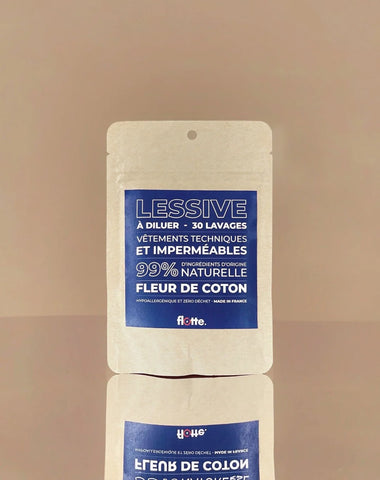 LESSIVE
À DILUER - 30 LAVAGES
VÊTEMENTS TECHNIQUES
ET IMPERMÉABLES
99% D'INGRÉDIENTS D'ORIGINE
NATURELLE
FLEUR DE COTON
HYPOALLERGÉNIQUE ET ZÉRO DÉCHET - MADE IN FRANCE
flotte.